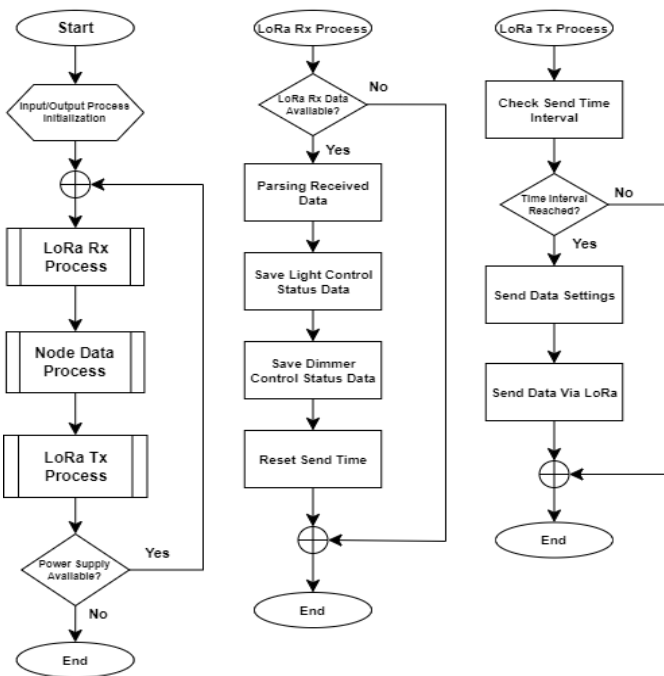 Start
Input/Output Process
Initialization
LoRa Rx
Process
Node Data
Process
LoRa Tx
Process
Power Supply
Available?
Yes
No
End
LoRa Rx Process
LoRa Rx Data
Available?
No
Yes
Parsing Received
Data
Save Light Control
Status Data
Save Dimmer
Control Status Data
Reset Send Time
End
LoRa Tx Process
Check Send Time
Interval
Time Interval
Reached?
No
Yes
Send Data Settings
Send Data Via LoRa
End